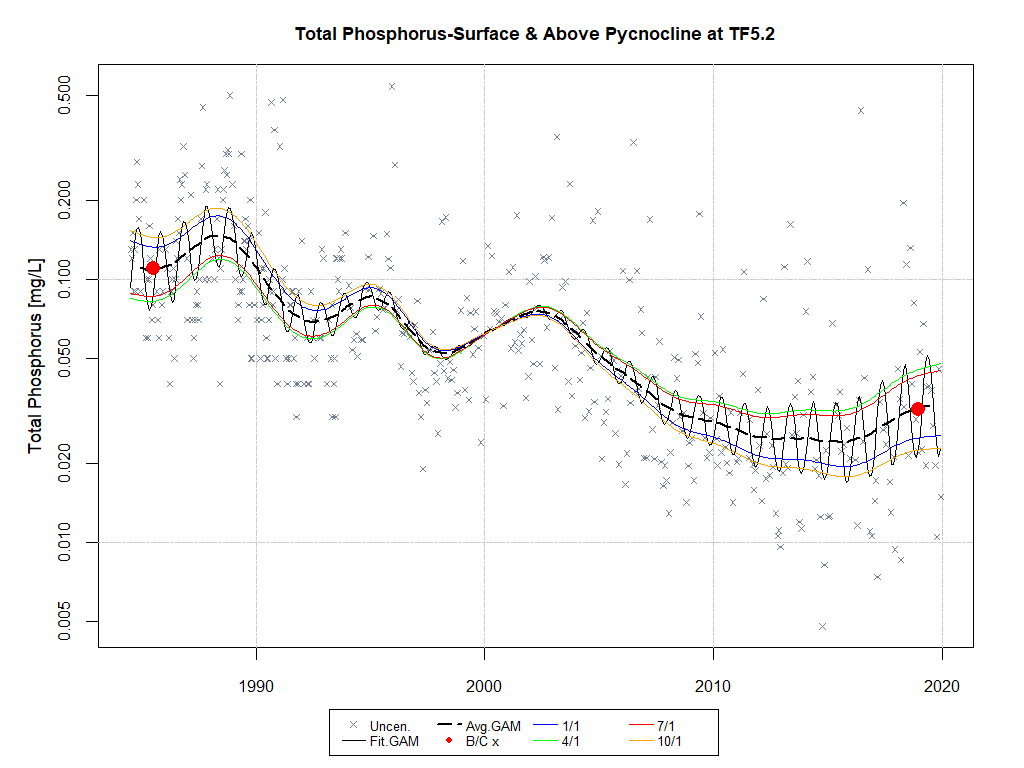 Total Phosphorus-Surface & Above Pycnocline at TF5.2
Total Phosphorus [mg/L]
0.500
0.200
0.100
0.050
0.020
0.010
0.005
1990 2000 2010 2020
Uncen. Avg.GAM 1/1 7/1
Fit.GAM B/C x 4/1 10/1